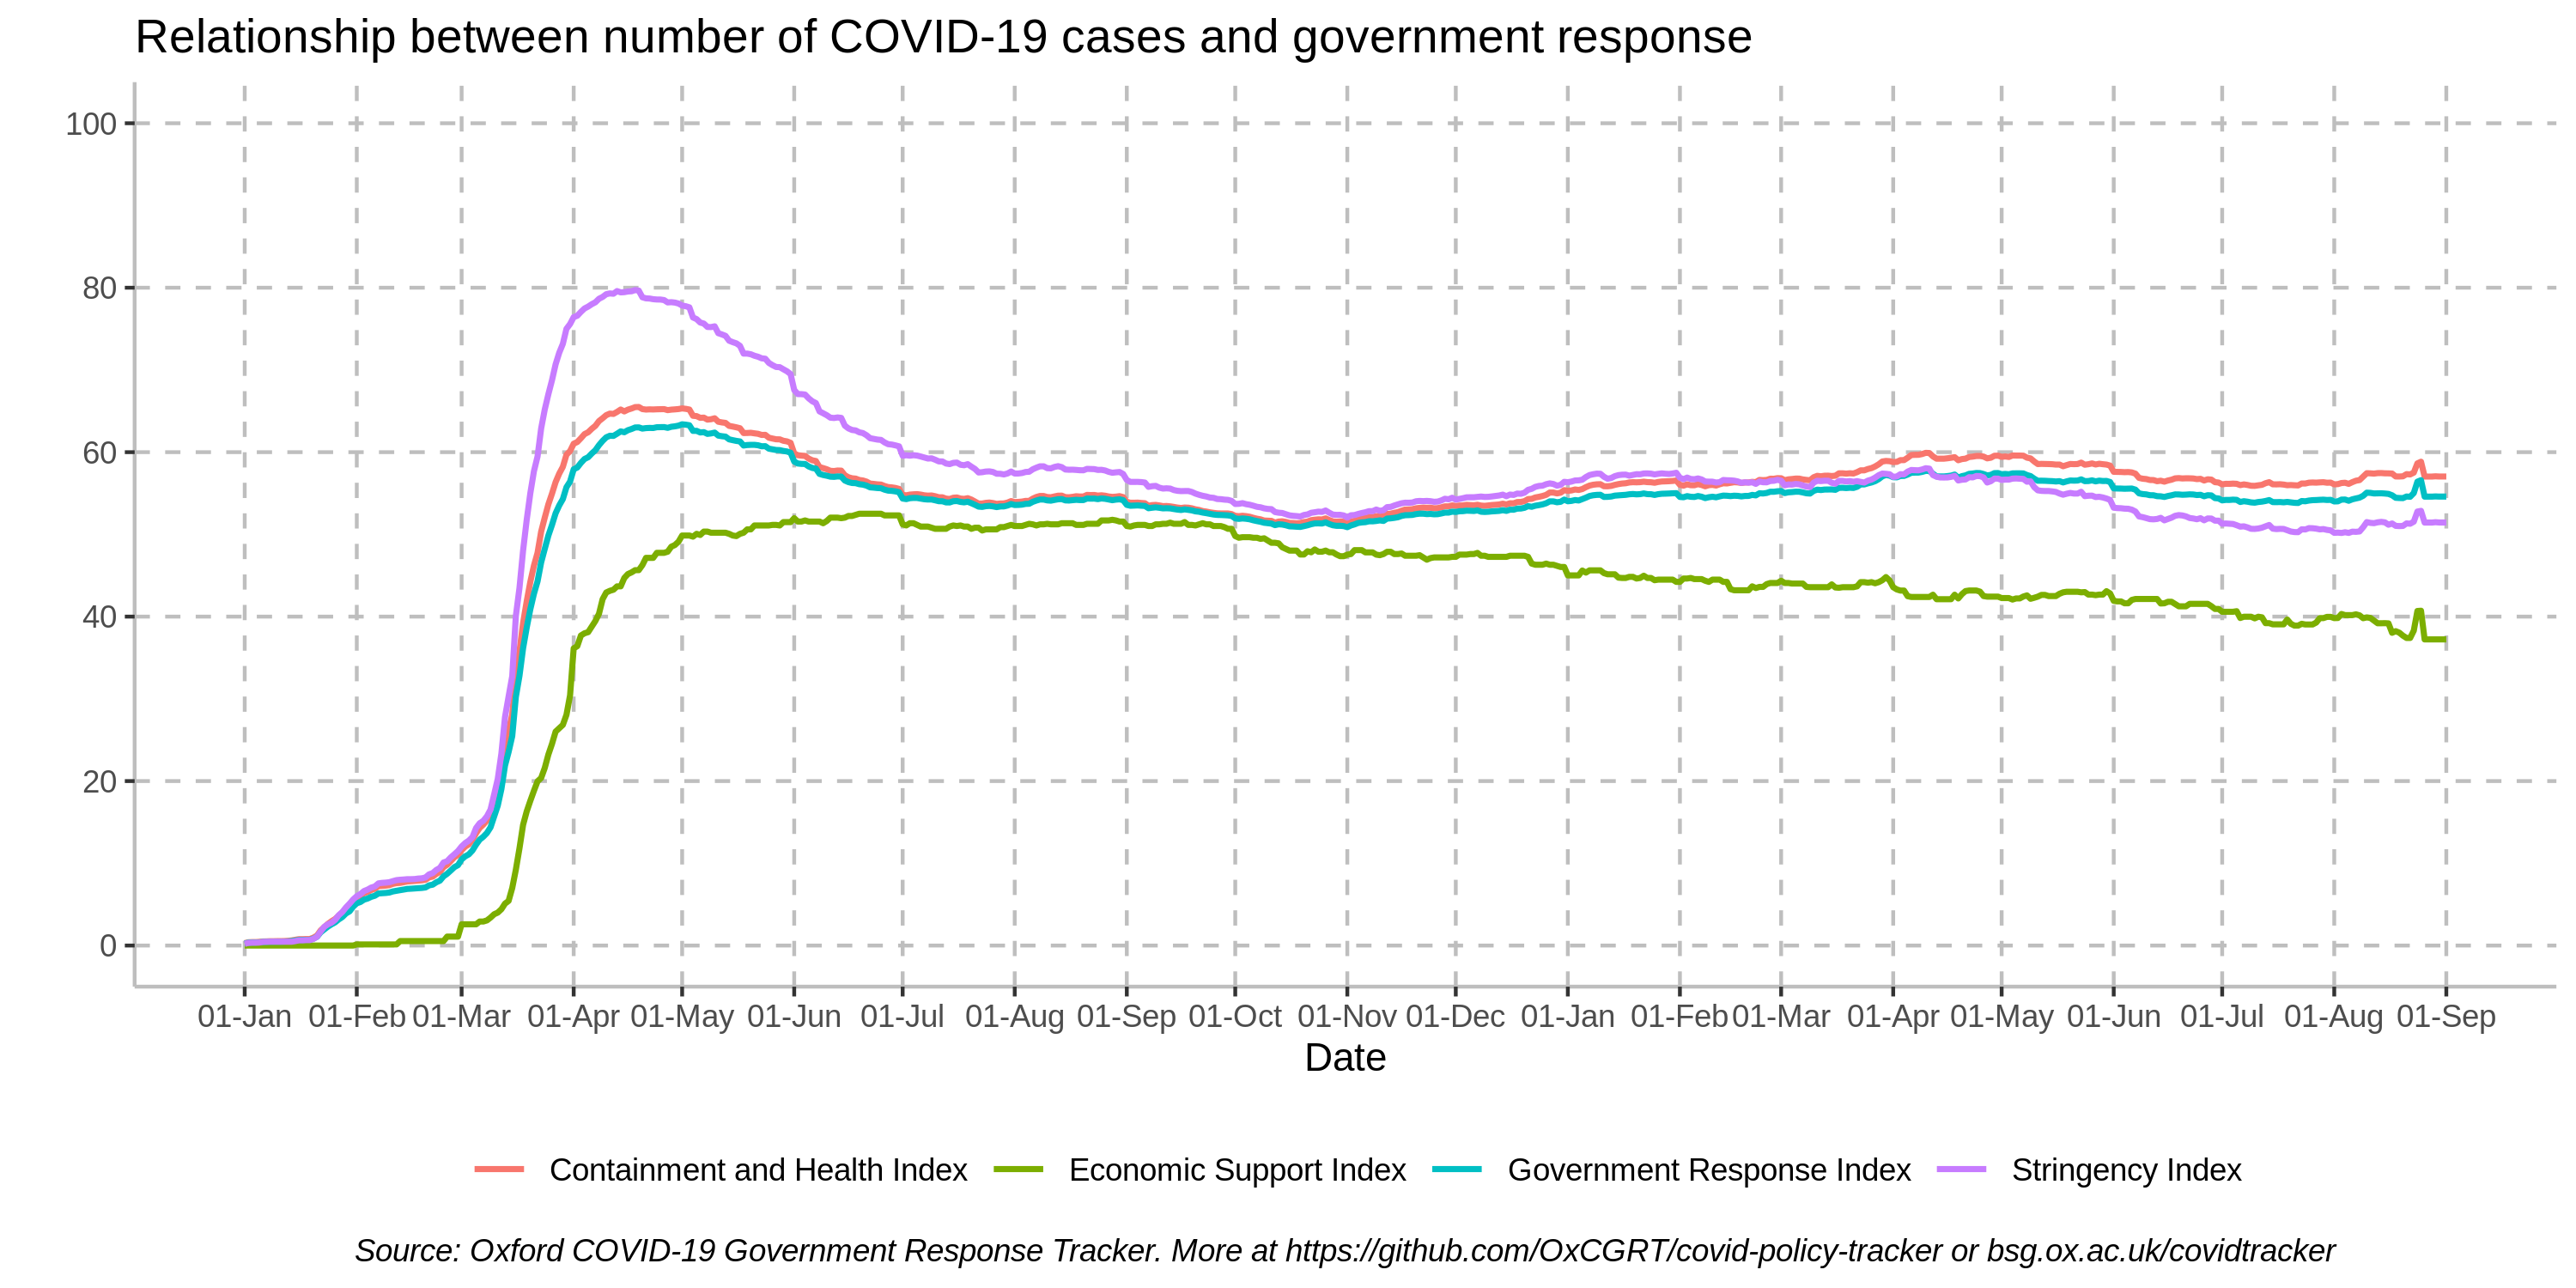 Relationship between number of COVID-19 cases and government response
100
80
60
40
20
0
01-Jan 01-Feb 01-Mar 01-Apr 01-May 01-Jun 01-Jul 01-Aug 01-Sep 01-Oct 01-Nov 01-Dec 01-Jan 01-Feb 01-Mar 01-Apr 01-May 01-Jun 01-Jul 01-Aug 01-Sep
Date
Containment and Health Index Economic Support Index Government Response Index Stringency Index
Source: Oxford COVID-19 Government Response Tracker. More at https://github.com/OxCGRT/covid-policy-tracker or bsg.ox.ac.uk/covidtracker